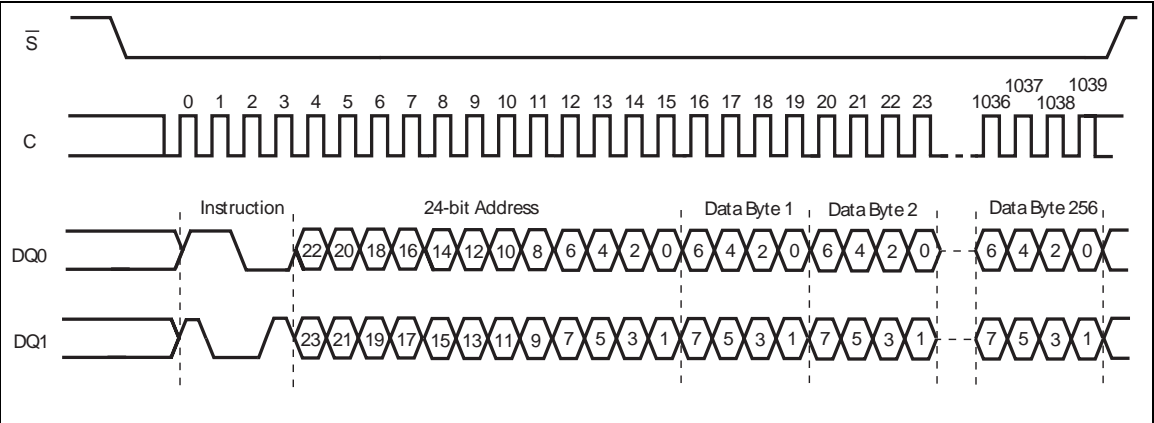 S
0 1 2 3 4 5 6 7 8 9 10 11 12 13 14 15 16 17 18 19 20 21 22 23 1036 1037 1038 1039
C
Instruction 24-bit Address Data Byte 1 Data Byte 2 Data Byte 256
DQ0 22 20 18 16 14 12 10 8 6 4 2 0 6 4 2 0 6 4 2 0 6 4 2 0
DQ1 23 21 19 17 15 13 11 9 7 5 3 1 7 5 3 1 7 5 3 1 7 5 3 1